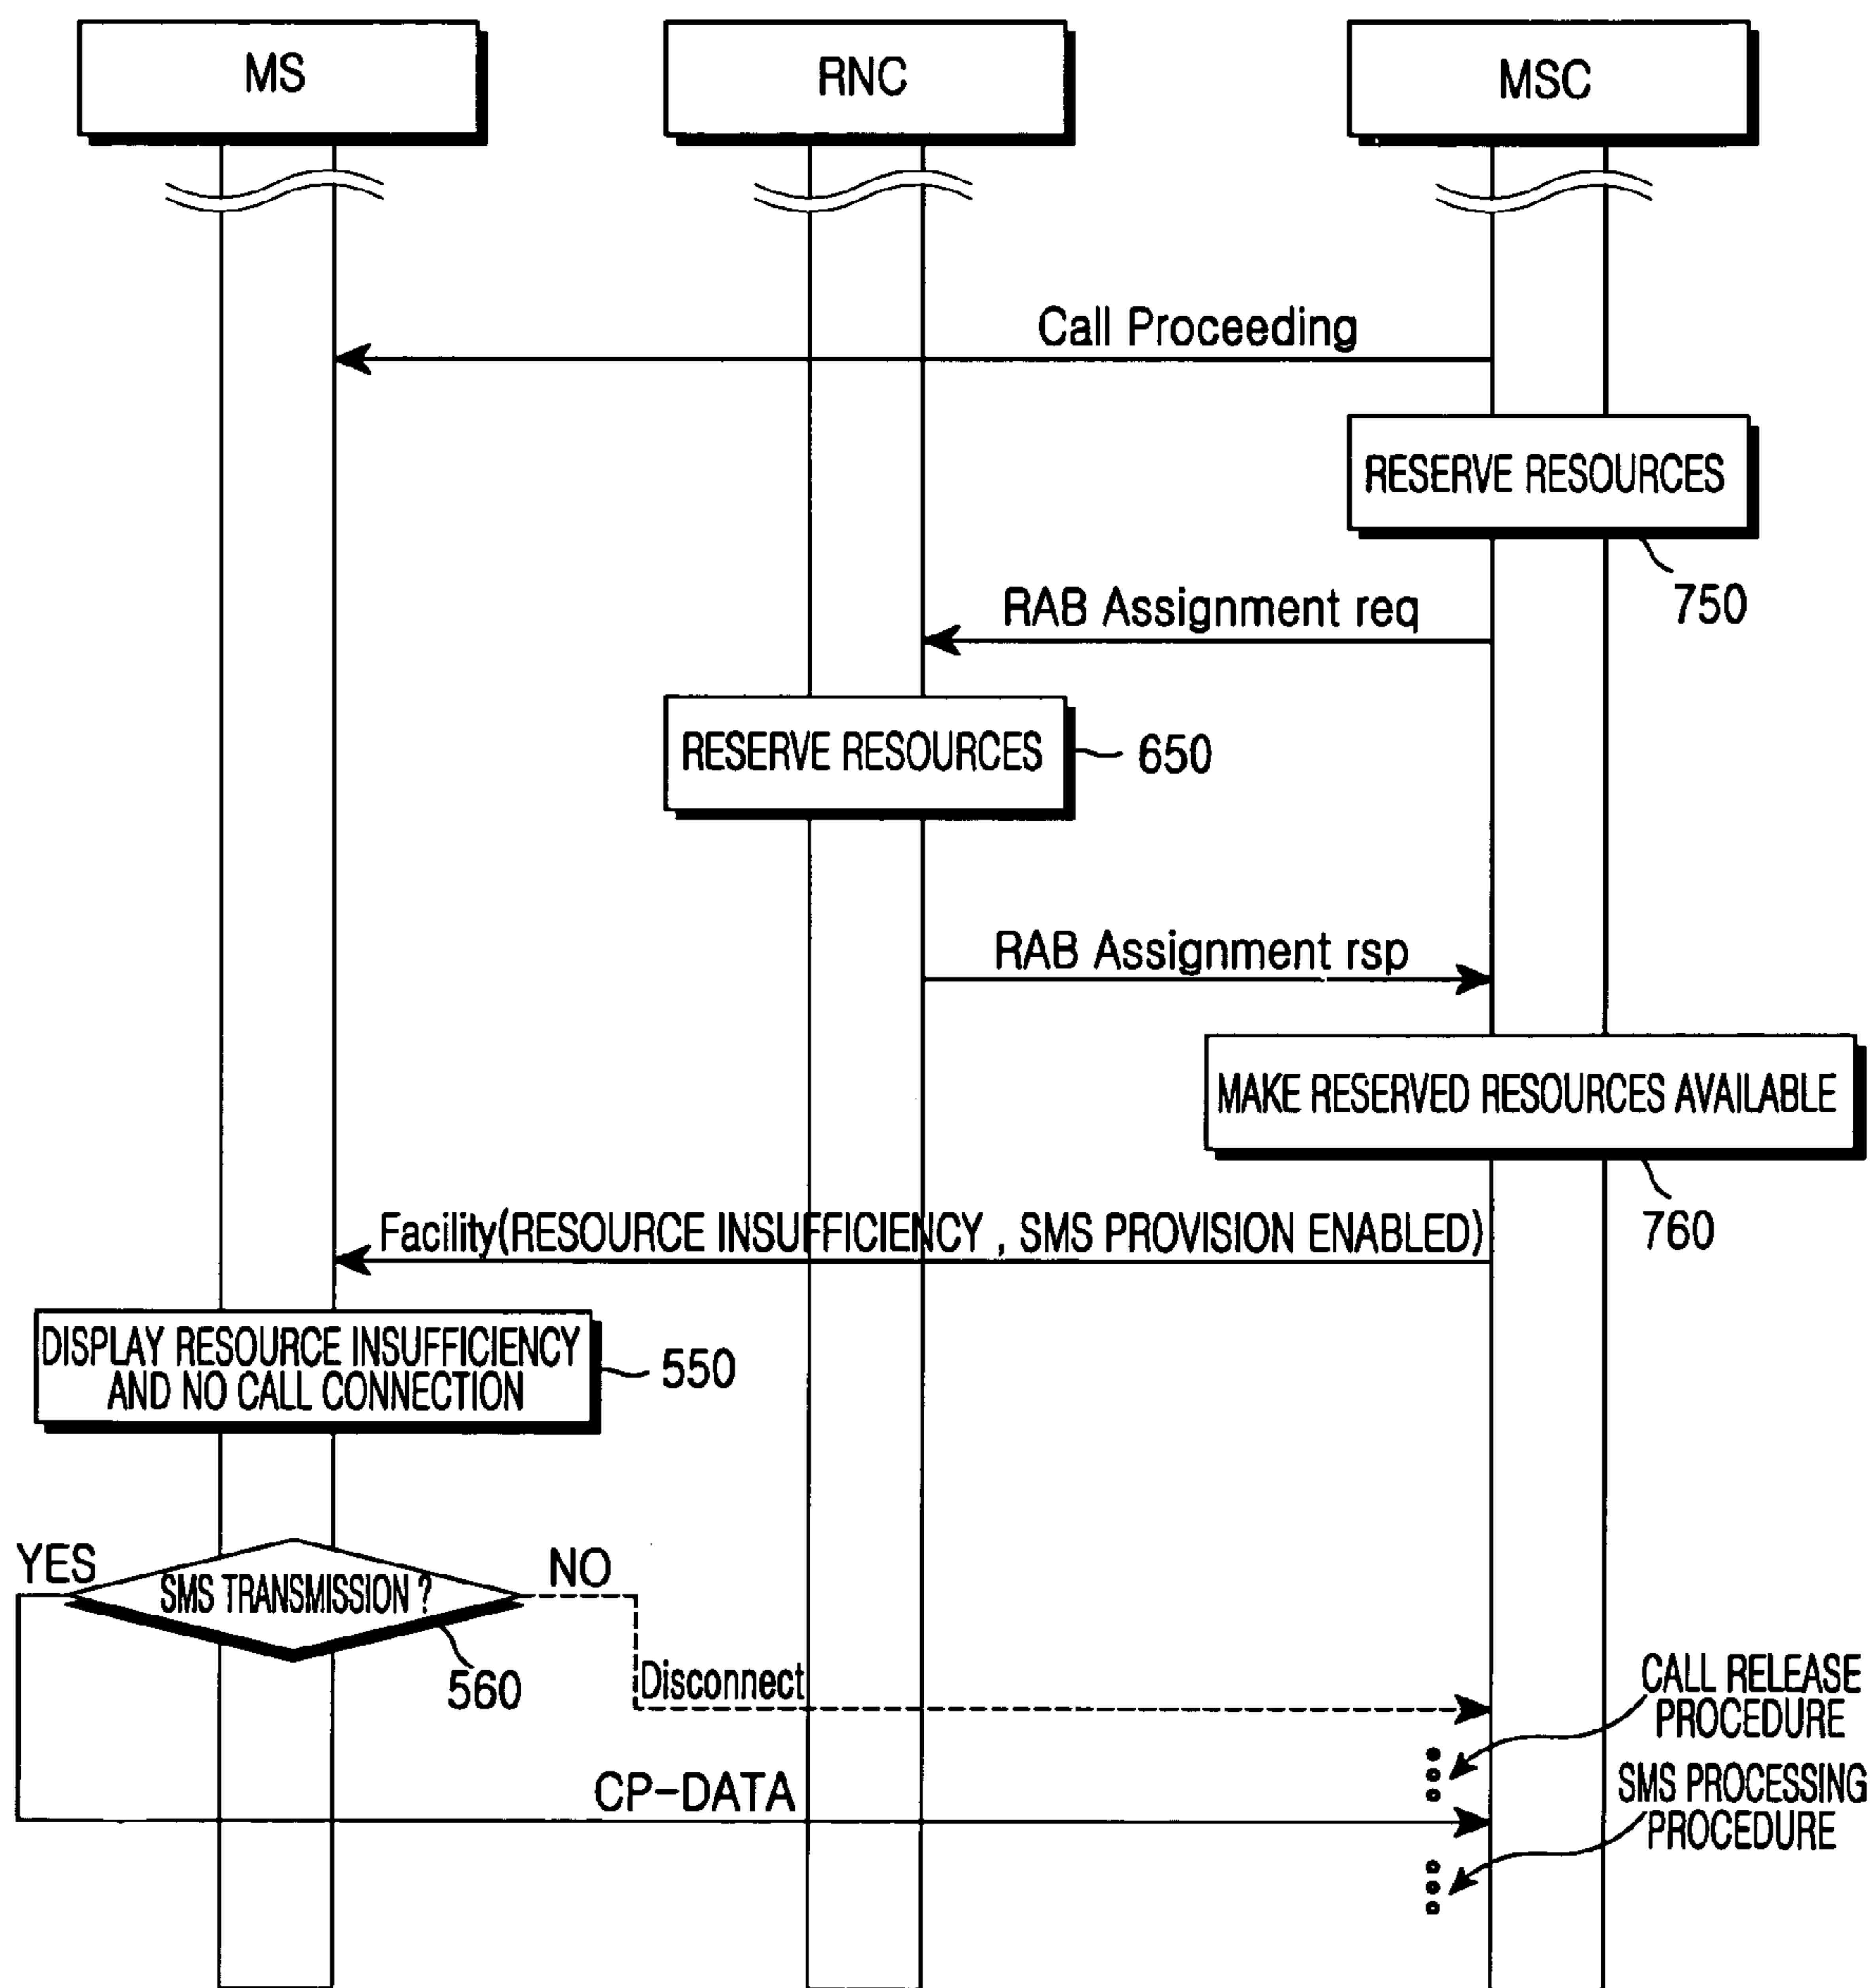 MS
RNC
MSC
Call Proceeding
RESERVE RESOURCES
750
RAB Assignment req
RESERVE RESOURCES
650
RAB Assignment rsp
MAKE RESERVED RESOURCES AVAILABLE
760
Facility(RESOURCE INSUFFICIENCY , SMS PROVISION ENABLED)
DISPLAY RESOURCE INSUFFICIENCY
AND NO CALL CONNECTION
550
YES
SMS TRANSMISSION ?
NO
560
Disconnect
CALL RELEASE
PROCEDURE
CP-DATA
SMS PROCESSING
PROCEDURE